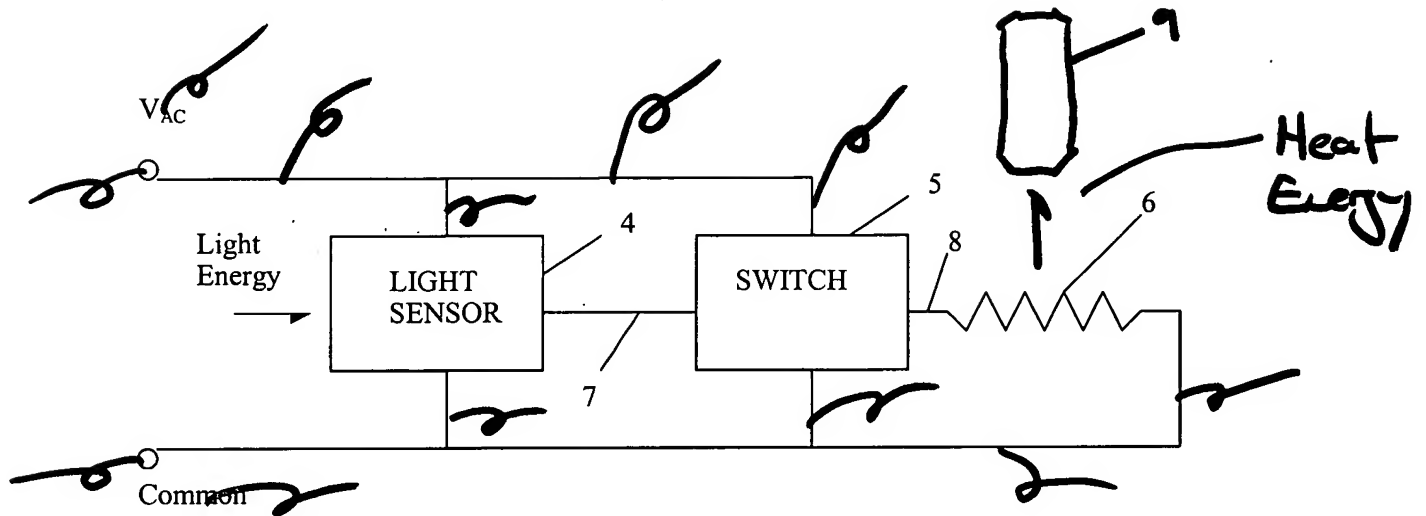 9
V_AC
Heat
Energy
5
6
Light
Energy
4
8
LIGHT
SENSOR
SWITCH
7
Common